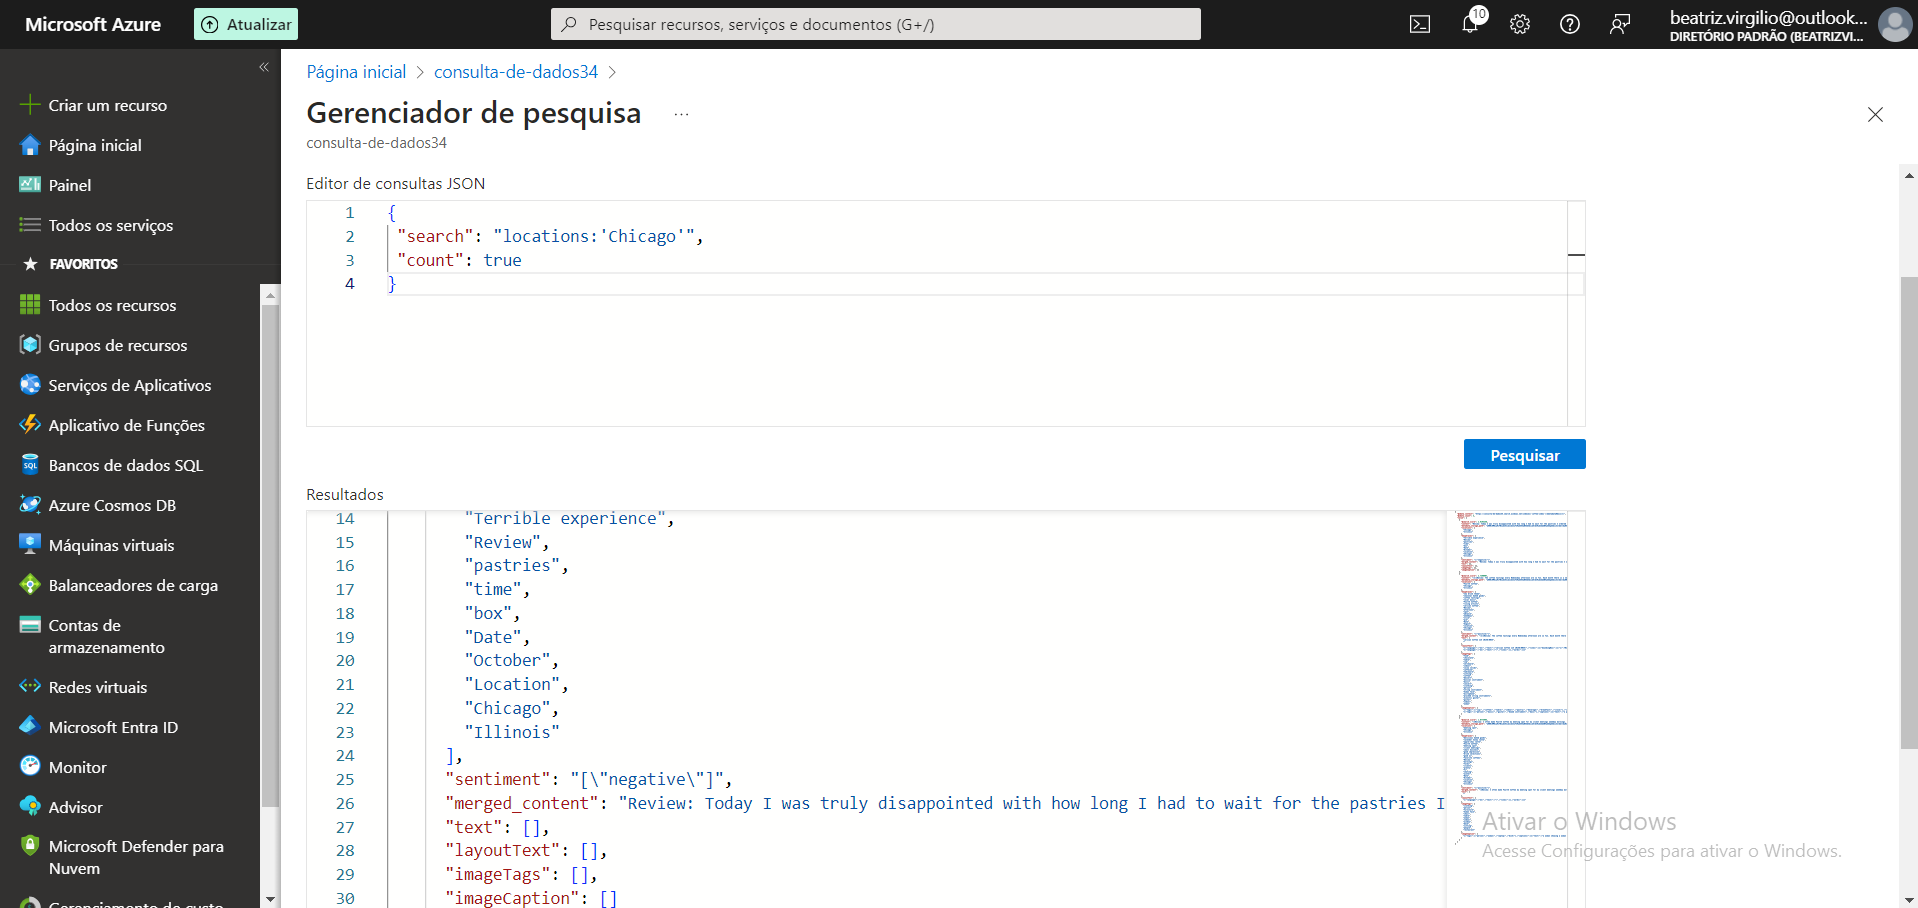 Microsoft Azure
Atualizar
Pesquisar recursos, serviços e documentos (G+/)
10
beatriz.virgilio@outlook...
DIRETÓRIO PADRÃO (BEATRIZVI...
Criar um recurso
Página inicial
Painel
Todos os serviços
FAVORITOS
Todos os recursos
Grupos de recursos
Serviços de Aplicativos
Aplicativo de Funções
Bancos de dados SQL
Azure Cosmos DB
Máquinas virtuais
Balanceadores de carga
Contas de
armazenamento
Redes virtuais
Microsoft Entra ID
Monitor
Advisor
Microsoft Defender para
Nuvem
Gerenciamento de custo
Página inicial > consulta-de-dados34 >
Gerenciador de pesquisa ...
consulta-de-dados34
Editor de consultas JSON
1 {
2 "search": "locations:'Chicago'",
3 "count": true
4 }
Pesquisar
Resultados
14 "Terrible experience",
15 "Review",
16 "pastries",
17 "time",
18 "box",
19 "Date",
20 "October",
21 "Location",
22 "Chicago",
23 "Illinois"
24 ],
25 "sentiment": "[\"negative\"]",
26 "merged_content": "Review: Today I was truly disappointed with how long I had to wait for the pastries I
27 "text": [],
28 "layoutText": [],
29 "imageTags": [],
30 "imageCaption": []
Ativar o Windows
Acesse Configurações para ativar o Windows.